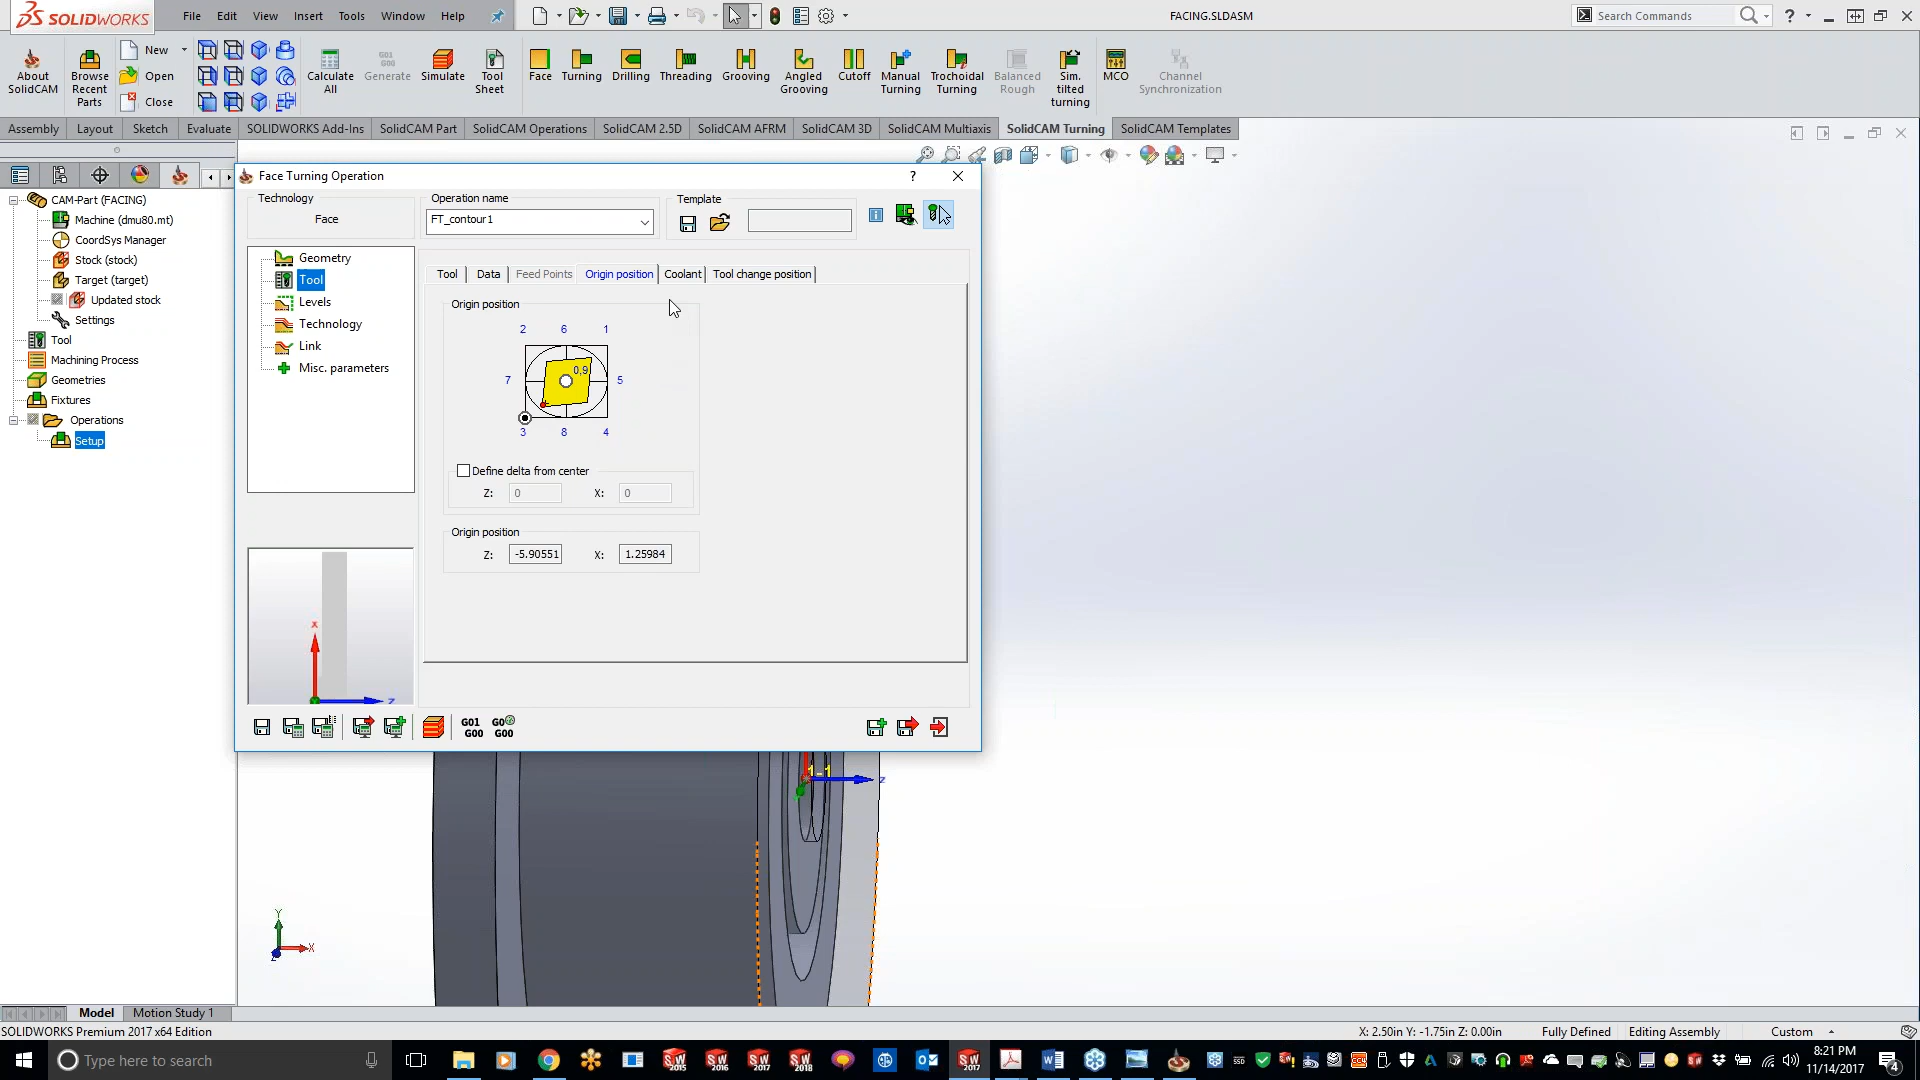 SOLIDWORKS
File Edit View Insert Tools Window Help
FACING.SLDASM
Search Commands
About SolidCAM
Browse Recent Parts
New
Open
Close
Calculate All
Generate
Simulate
Tool Sheet
Face
Turning
Drilling
Threading
Grooving
Angled Grooving
Cutoff
Manual Turning
Trochoidal Turning
Balanced Rough
Sim. tilted turning
MCO
Channel Synchronization
Assembly Layout Sketch Evaluate SOLIDWORKS Add-Ins SolidCAM Part SolidCAM Operations SolidCAM 2.5D SolidCAM AFRM SolidCAM 3D SolidCAM Multiaxis SolidCAM Turning SolidCAM Templates
CAM-Part (FACING)
Machine (dmu80.mt)
CoordSys Manager
Stock (stock)
Target (target)
Updated stock
Settings
Tool
Machining Process
Geometries
Fixtures
Operations
Setup
Face Turning Operation
Technology
Face
Operation name
FT_contour1
Template
Geometry
Tool
Levels
Technology
Link
Misc. parameters
Tool Data Feed Points Origin position Coolant Tool change position
Origin position
2 6 1
7 0,9 5
3 8 4
Define delta from center
Z: 0 X: 0
Origin position
Z: -5.90551 X: 1.25984
X
Z
G01 G00
G0 G00
1-1
Z
Y
X
Z
Model Motion Study 1
SOLIDWORKS Premium 2017 x64 Edition
X: 2.50in Y: -1.75in Z: 0.00in
Fully Defined
Editing Assembly
Custom
Type here to search
8:21 PM
11/14/2017